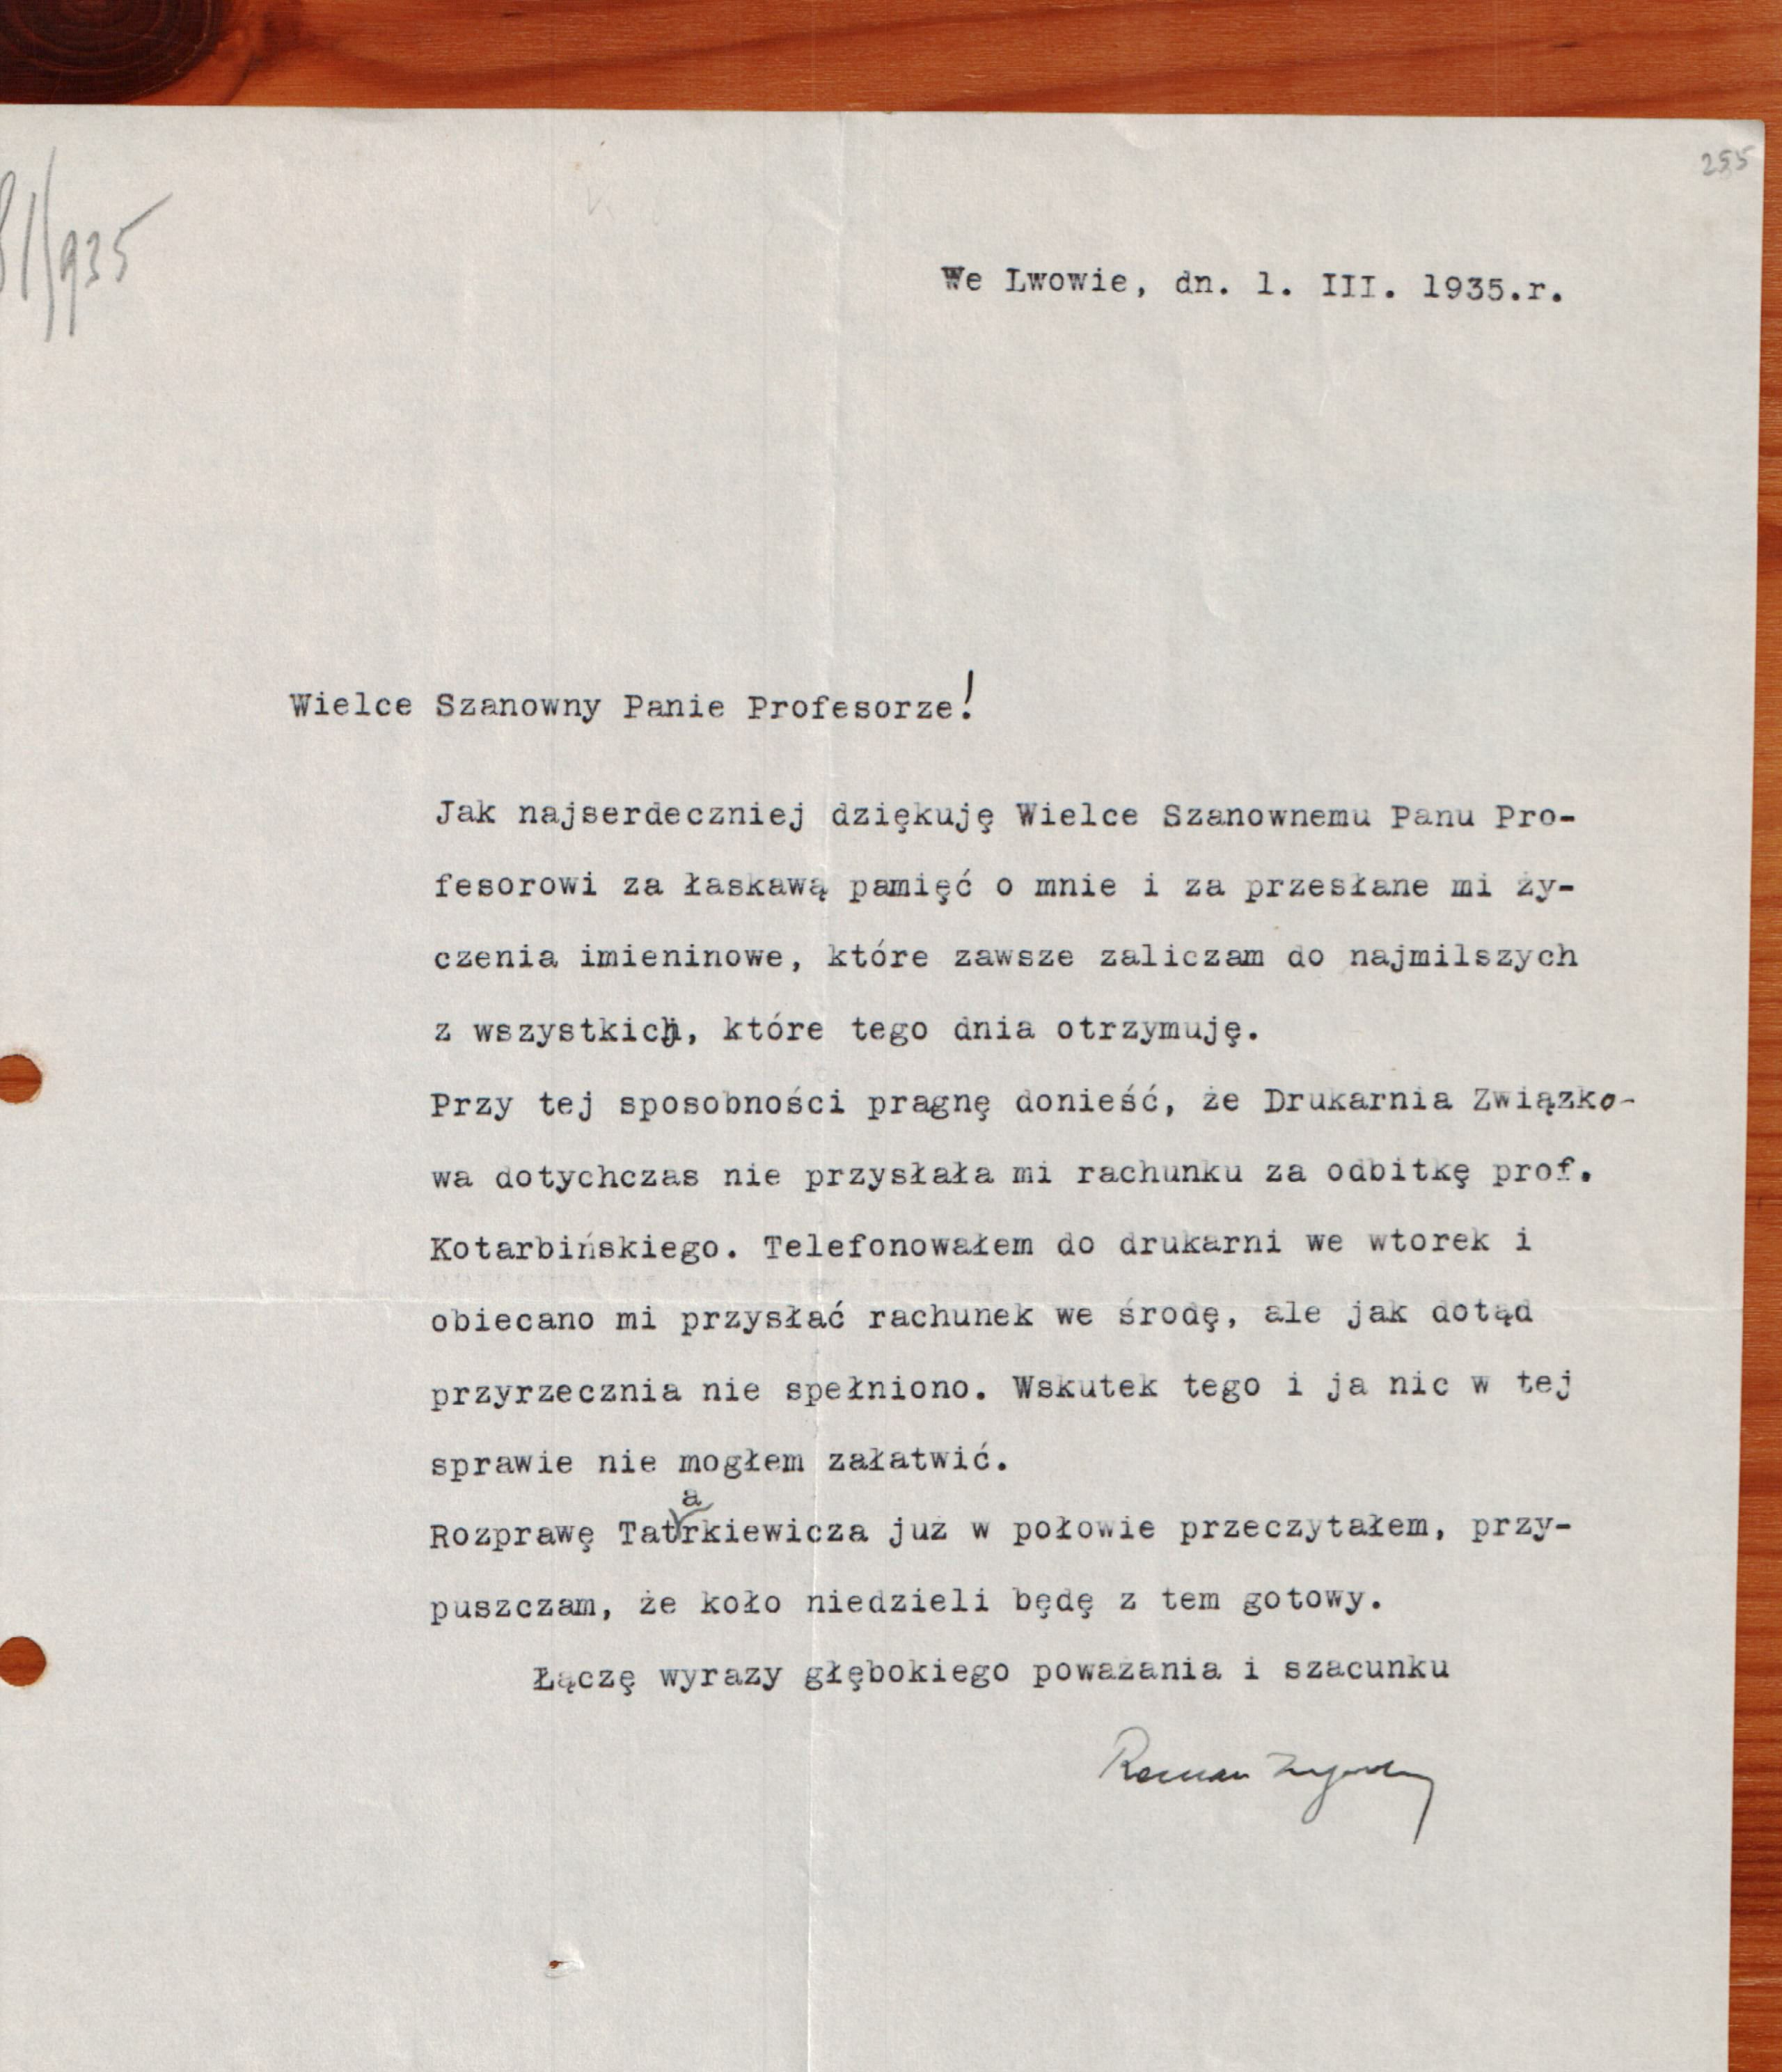 255
81/935
We Lwowie, dn. 1. III. 1935.r.
Wielce Szanowny Panie Profesorze!
Jak najserdeczniej dziękuję Wielce Szanownemu Panu Pro-
fesorowi za łaskawą pamięć o mnie i za przesłane mi ży-
czenia imieninowe, które zawsze zaliczam do najmilszych
z wszystkich, które tego dnia otrzymuję.
Przy tej sposobności pragnę donieść, że Drukarnia Związko-
wa dotychczas nie przysłała mi rachunku za odbitkę prof.
Kotarbińskiego. Telefonowałem do drukarni we wtorek i
obiecano mi przysłać rachunek we środę, ale jak dotąd
przyrzecznia nie spełniono. Wskutek tego i ja nic w tej
sprawie nie mogłem załatwić.
Rozprawę Tatarkiewicza już w połowie przeczytałem, przy-
puszczam, że koło niedzieli będę z tem gotowy.
Łączę wyrazy głębokiego poważania i szacunku
Roman Ingarden